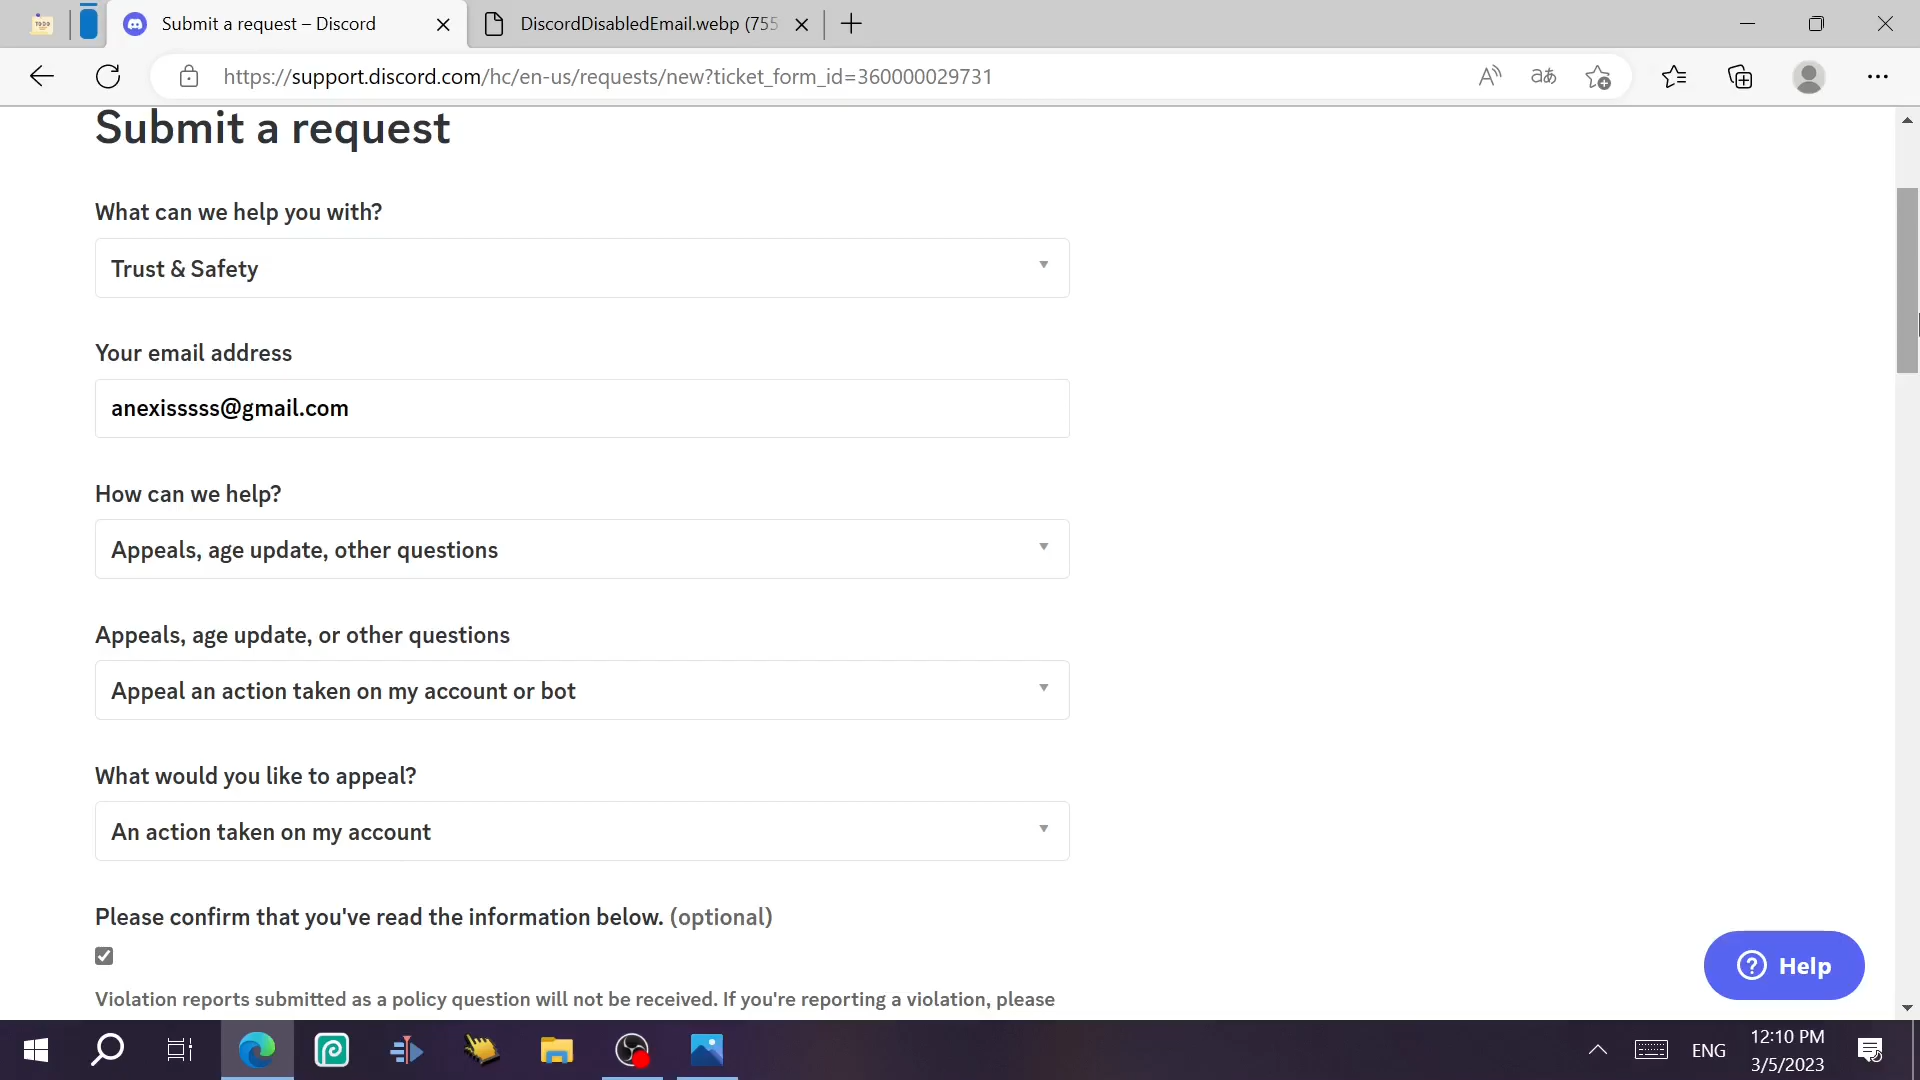 Submit a request – Discord
DiscordDisabledEmail.webp (755
https://support.discord.com/hc/en-us/requests/new?ticket_form_id=360000029731
Submit a request
What can we help you with?
Trust & Safety
Your email address
anexisssss@gmail.com
How can we help?
Appeals, age update, other questions
Appeals, age update, or other questions
Appeal an action taken on my account or bot
What would you like to appeal?
An action taken on my account
Please confirm that you've read the information below. (optional)
Help
Violation reports submitted as a policy question will not be received. If you're reporting a violation, please
ENG
12:10 PM
3/5/2023